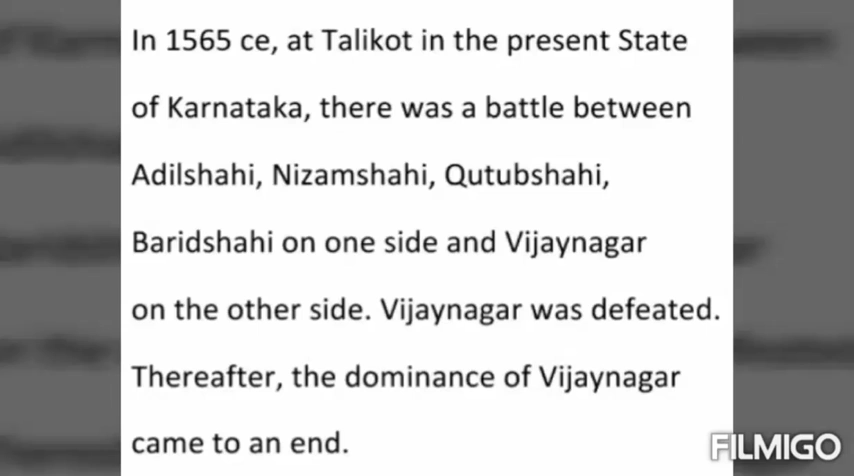 In 1565 ce, at Talikot in the present State
of Karnataka, there was a battle between
Adilshahi, Nizamshahi, Qutubshahi,
Baridshahi on one side and Vijaynagar
on the other side. Vijaynagar was defeated.
Thereafter, the dominance of Vijaynagar
came to an end.
FILMIGO